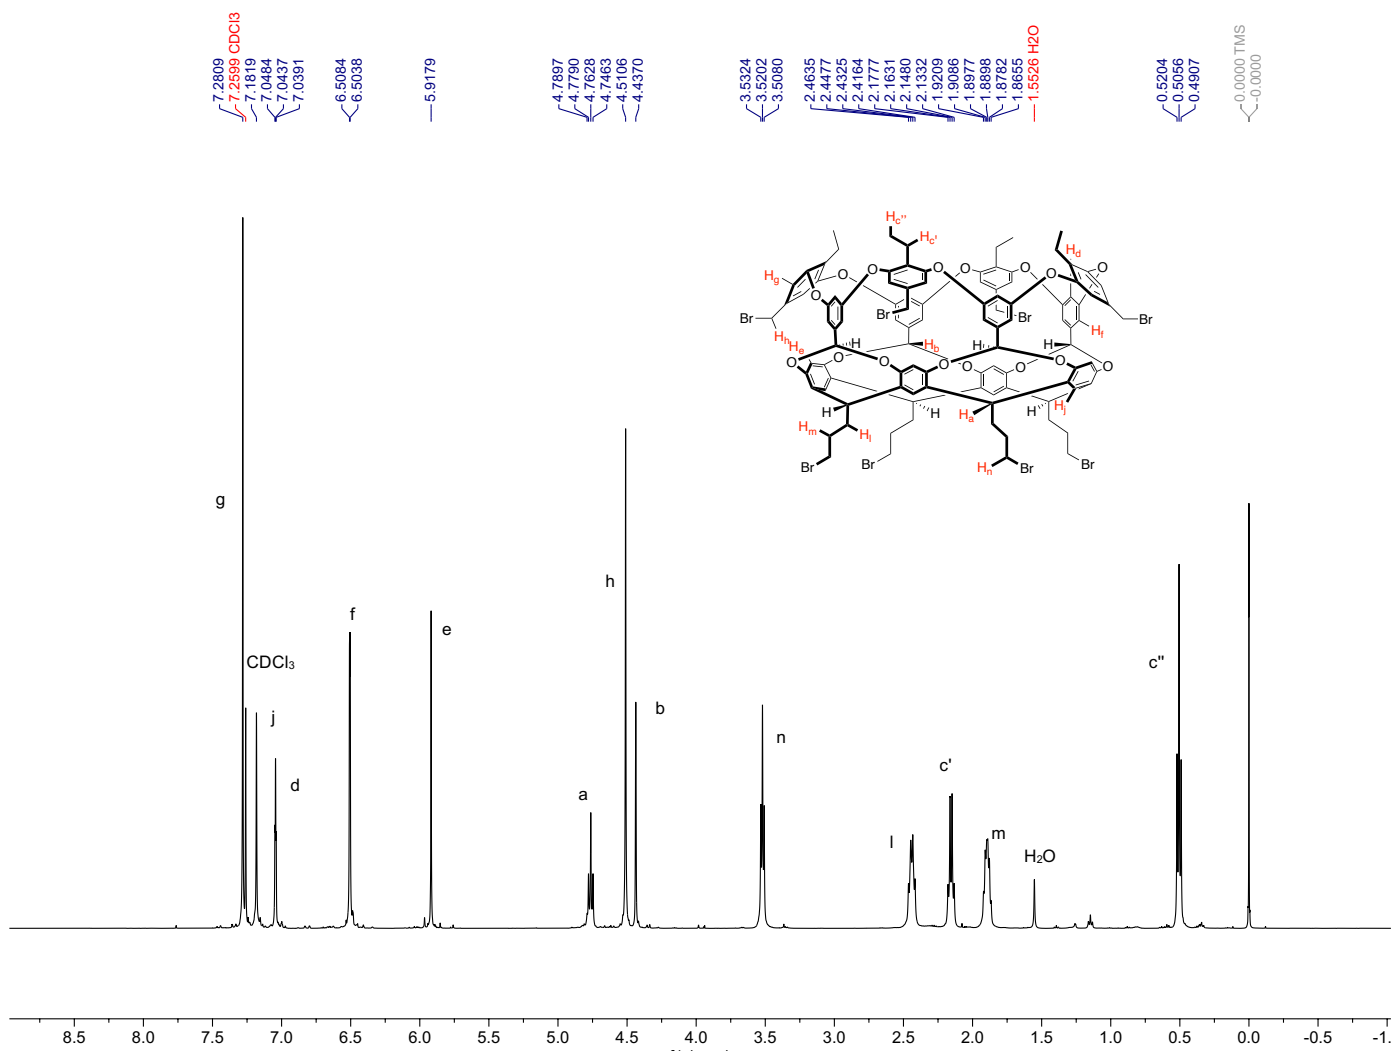 7.2809
7.2599 CDCl3
7.1819
7.0484
7.0437
7.0391
6.5084
6.5038
5.9179
4.7897
4.7790
4.7628
4.7463
4.5106
4.4370
3.5324
3.5202
3.5080
2.4635
2.4477
2.4325
2.4164
2.1777
2.1631
2.1480
2.1332
1.9209
1.9086
1.8977
1.8898
1.8782
1.8655
1.5526 H2O
0.5204
0.5056
0.4907
0.0000 TMS
-0.0000
Hc''
Hc'
Hd
Hg
O O O O O O O O
Br Br Br Br
Hh
He
H
Hb
H
H
Hf
O O O O O O O O
Hj
H
H
Ha
H
Hm
Hl
Br
Br
Hn
Br
Br
g
CDCl₃
j
d
f
e
a
h
b
n
l
c'
m
H₂O
c''
8.5 8.0 7.5 7.0 6.5 6.0 5.5 5.0 4.5 4.0 3.5 3.0 2.5 2.0 1.5 1.0 0.5 0.0 -0.5 -1.